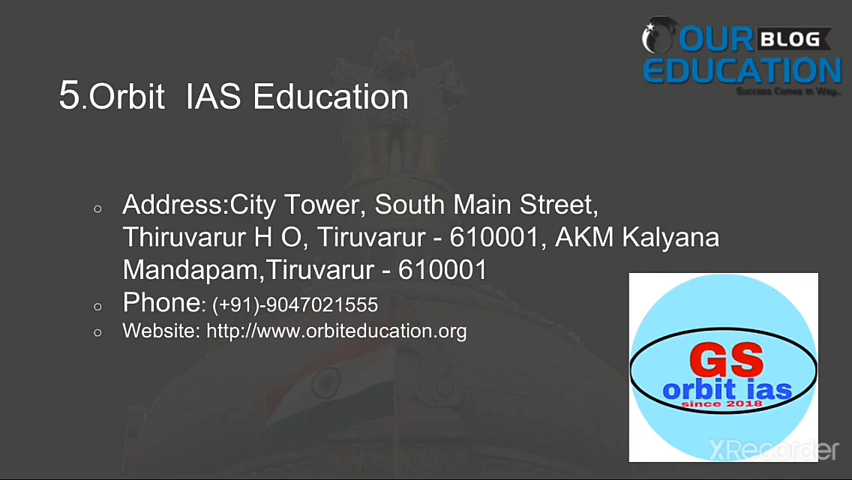 OUR BLOG
EDUCATION
Success Comes in Way..
5.Orbit IAS Education
Address:City Tower, South Main Street,
Thiruvarur H O, Tiruvarur - 610001, AKM Kalyana
Mandapam,Tiruvarur - 610001
Phone: (+91)-9047021555
Website: http://www.orbiteducation.org
GS
orbit ias
since 2018
XRecorder